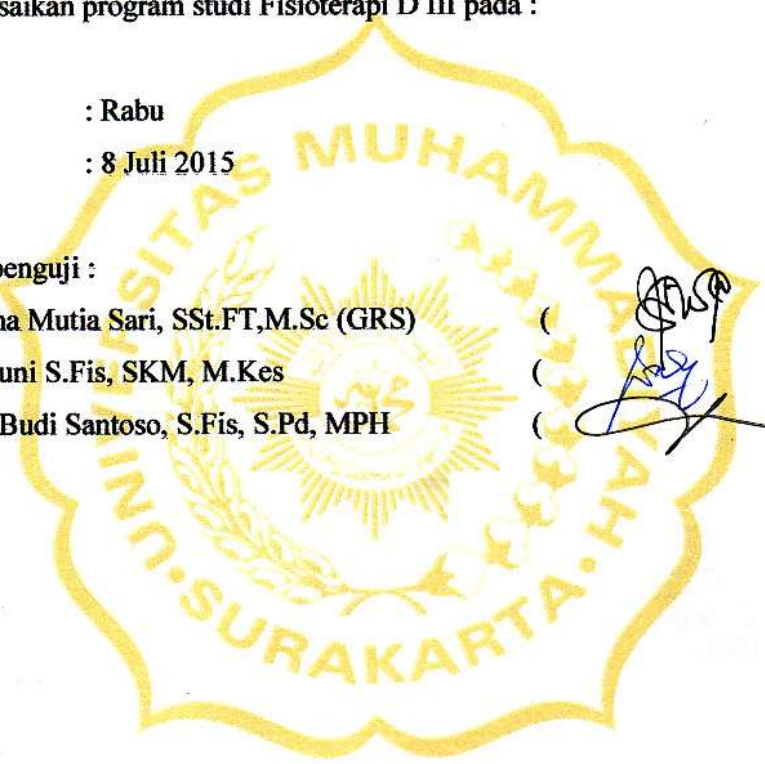 saikan program studi Fisioterapi D III pada :
: Rabu
: 8 Juli 2015
penguji :
na Mutia Sari, SSt.FT,M.Sc (GRS) (
uni S.Fis, SKM, M.Kes (
Budi Santoso, S.Fis, S.Pd, MPH (
UNIVERSITAS MUHAMMADIYAH
SURAKARTA